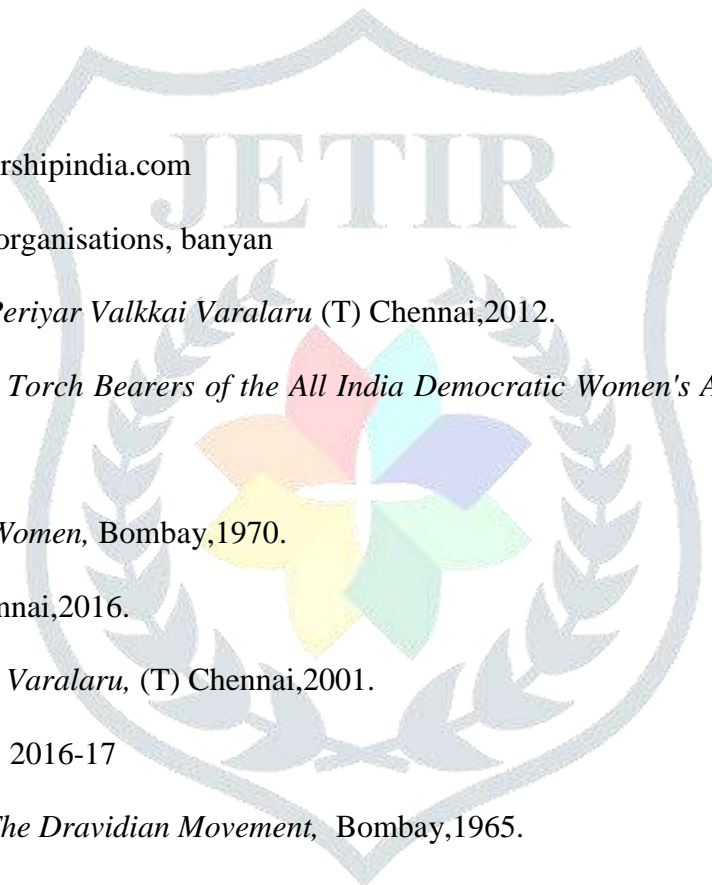 JETIR
rshipindia.com
organisations, banyan
Periyar Valkkai Varalaru (T) Chennai,2012.
Torch Bearers of the All India Democratic Women's A
Women, Bombay,1970.
nnai,2016.
Varalaru, (T) Chennai,2001.
2016-17
The Dravidian Movement, Bombay,1965.